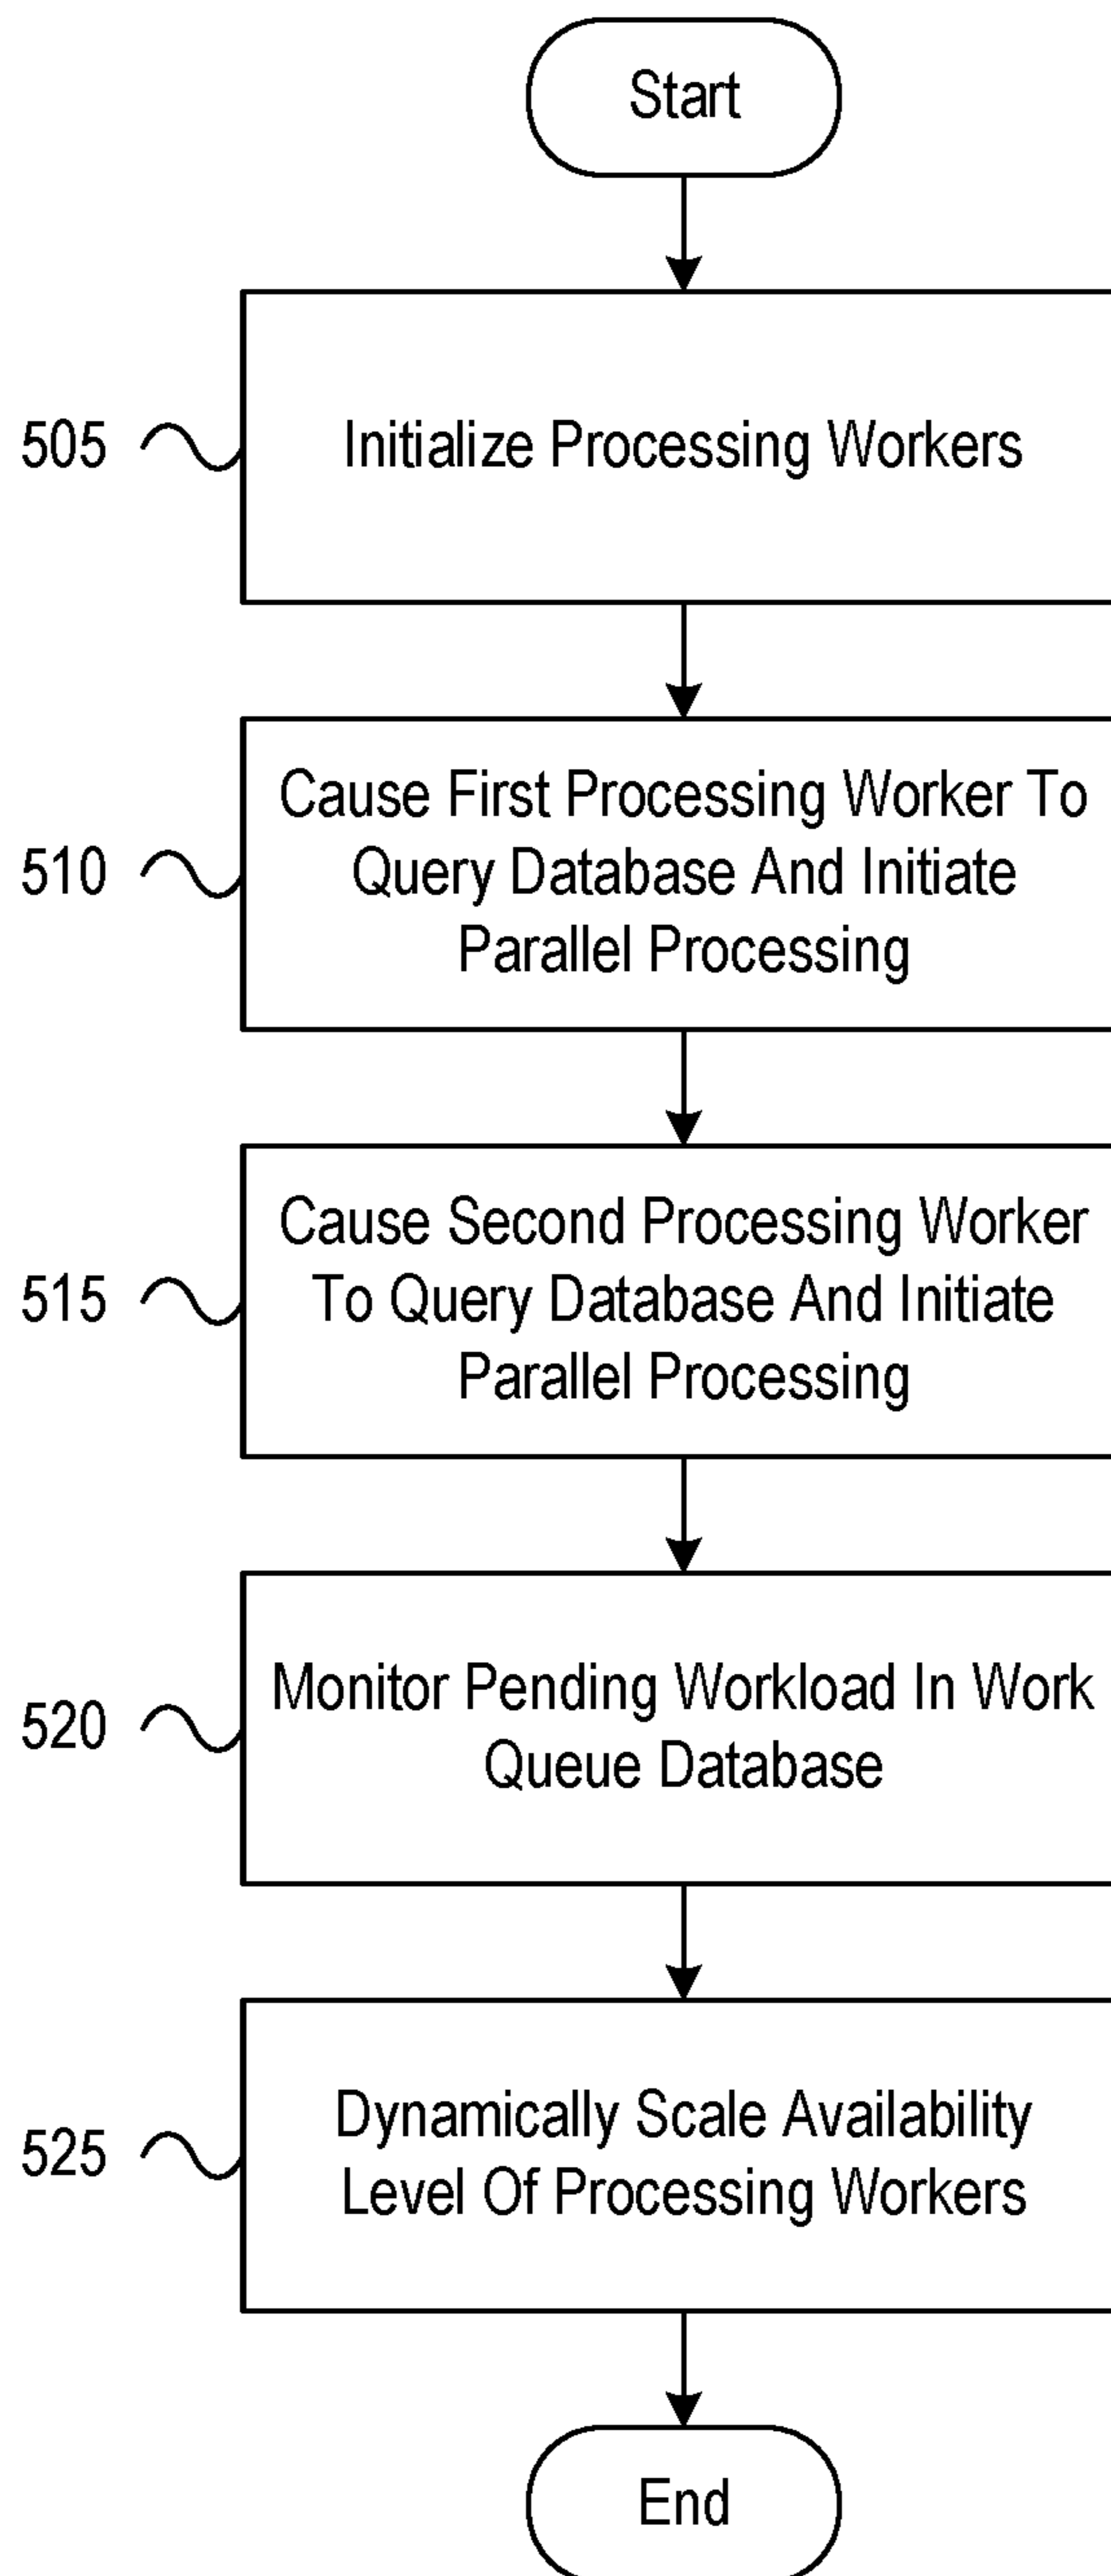 Start
505
Initialize Processing Workers
510
Cause First Processing Worker To
Query Database And Initiate
Parallel Processing
515
Cause Second Processing Worker
To Query Database And Initiate
Parallel Processing
520
Monitor Pending Workload In Work
Queue Database
525
Dynamically Scale Availability
Level Of Processing Workers
End